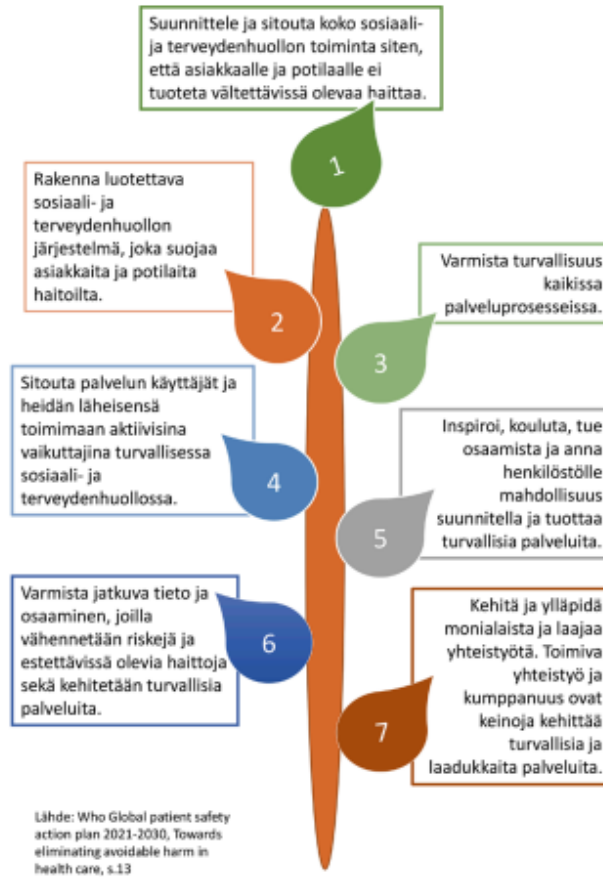 Suunnittele ja sitouta koko sosiaali-
ja terveydenhuollon toiminta siten,
että asiakkaalle ja potilaalle ei
tuoteta vältettävissä olevaa haittaa.
1
Rakenna luotettava
sosiaali- ja
terveydenhuollon
järjestelmä, joka suojaa
asiakkaita ja potilaita
haitoilta.
2
Varmista turvallisuus
kaikissa
palveluprosesseissa.
3
Sitouta palvelun käyttäjät ja
heidän läheisensä
toimimaan aktiivisina
vaikuttajina turvallisessa
sosiaali- ja
terveydenhuollossa.
4
Inspiroi, kouluta, tue
osaamista ja anna
henkilöstölle
mahdollisuus
suunnitella ja tuottaa
turvallisia palveluita.
5
Varmista jatkuva tieto ja
osaaminen, joilla
vähennetään riskejä ja
estettävissä olevia haittoja
sekä kehitetään turvallisia
palveluita.
6
Kehitä ja ylläpidä
monialaista ja laajaa
yhteistyötä. Toimiva
yhteistyö ja
kumppanuus ovat
keinoja kehittää
turvallisia ja
laadukkaita palveluita.
7
Lähde: Who Global patient safety
action plan 2021-2030, Towards
eliminating avoidable harm in
health care, s.13